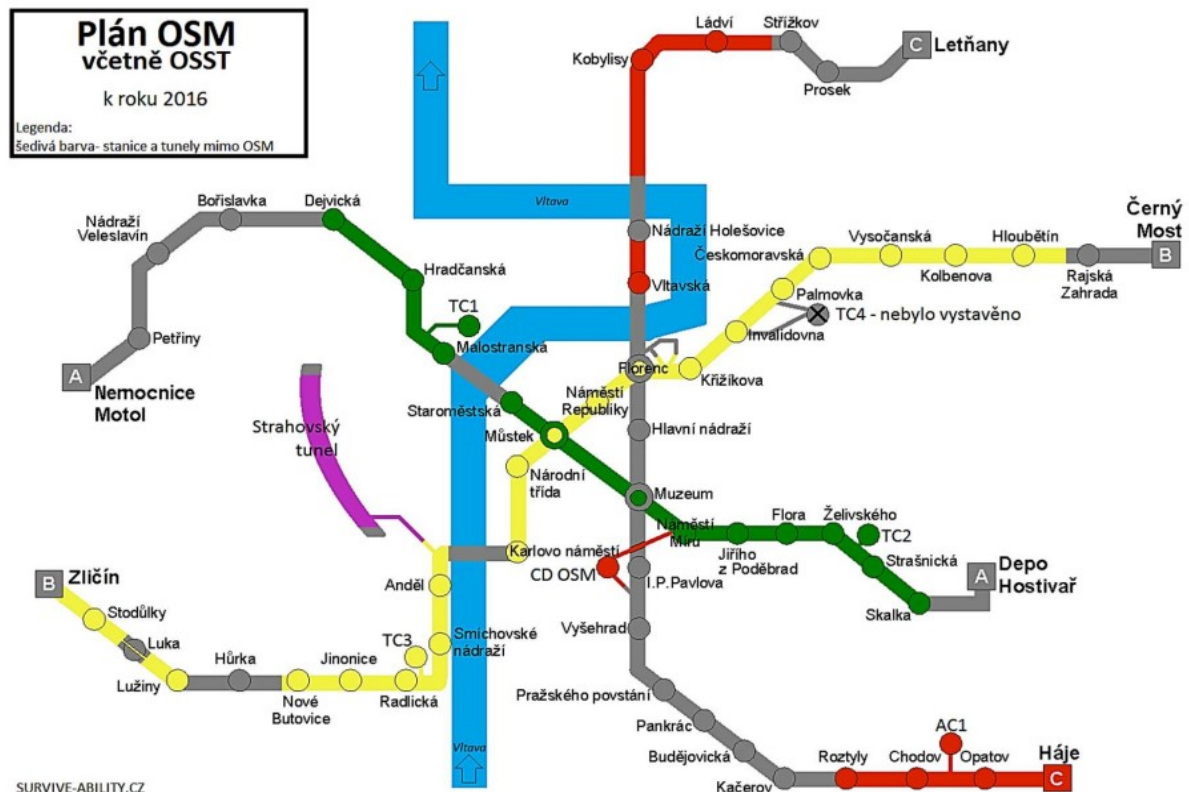 Plán OSM
včetně OSST
k roku 2016
Legenda:
šedivá barva- stanice a tunely mimo OSM
Ládví
Střížkov
C
Letňany
Kobylisy
Prosek
Vltava
Nádraží Holešovice
Vltavská
Bořislavka
Dejvická
Nádraží
Veleslavín
Hradčanská
TC1
Petřiny
Malostranská
A
Nemocnice
Motol
Staroměstská
Černý
Most
B
Českomoravská
Vysočanská
Hloubětín
Kolbenova
Rajská
Zahrada
Palmovka
TC4 - nebylo vystavěno
Invalidovna
Florenc
Křižíkova
Náměstí
Republiky
Strahovský
tunel
Můstek
Hlavní nádraží
Národní
třída
Muzeum
Náměstí
Míru
Flora
Želivského
TC2
Jiřího
z Poděbrad
Strašnická
Depo
Hostivař
A
Skalka
Karlovo náměstí
CD OSM
I.P.Pavlova
Anděl
B
Zličín
Stodůlky
Luka
TC3
Smíchovské
nádraží
Vyšehrad
Hůrka
Jinonice
Lužiny
Nové
Butovice
Radlická
Pražského povstání
Pankrác
Budějovická
Kačerov
Roztyly
Chodov
AC1
Opatov
Háje
C
Vltava
SURVIVE-ABILITY.CZ